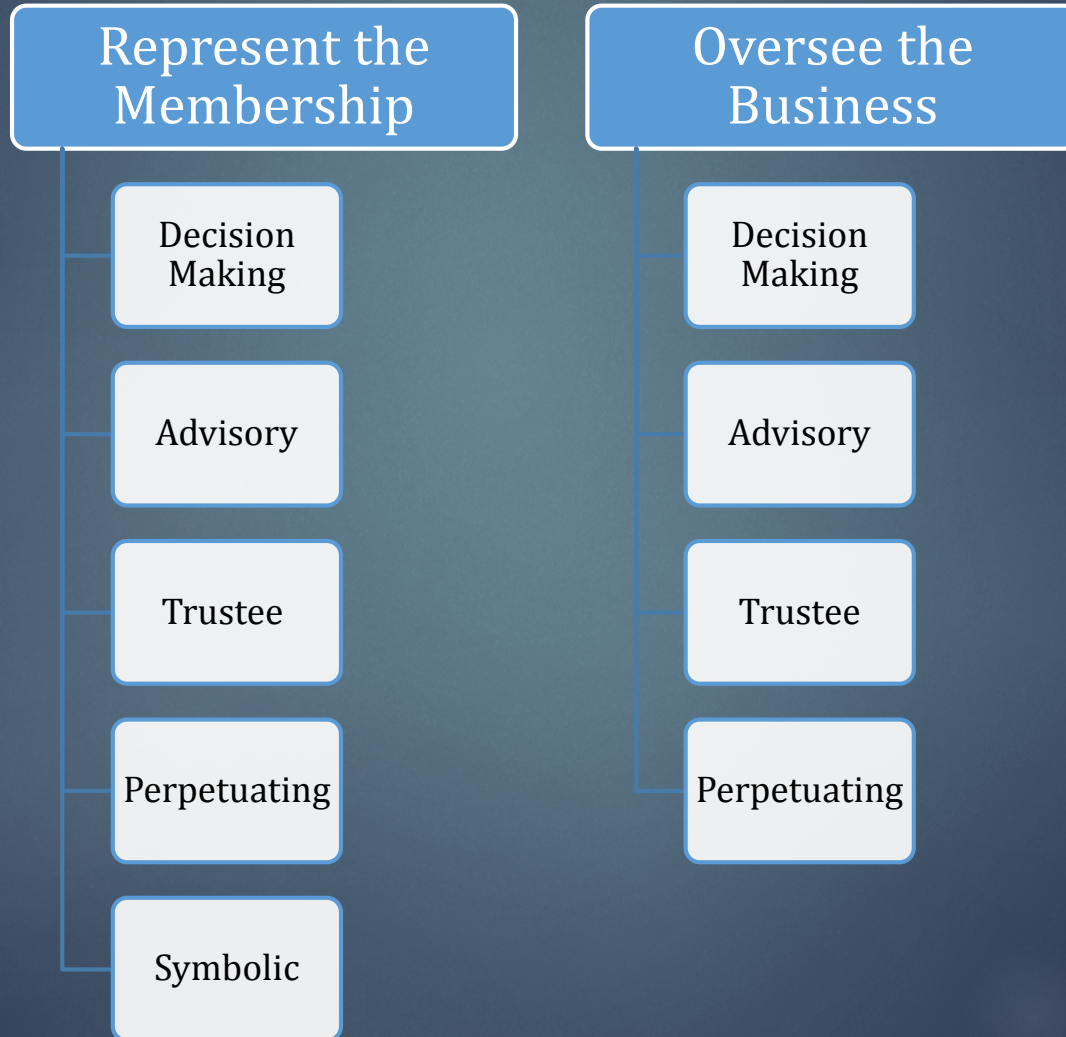 Represent the
Membership
Decision
Making
Advisory
Trustee
Perpetuating
Symbolic
Oversee the
Business
Decision
Making
Advisory
Trustee
Perpetuating